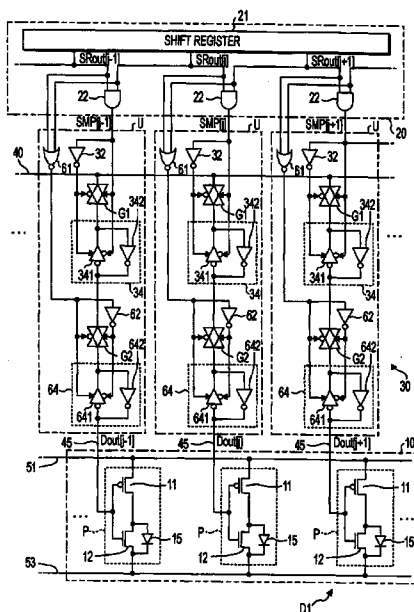 21
SHIFT REGISTER
SRout[j-1] SRout[j] SRout[j+1]
22 22 22
SMP[j-1] U SMP[j] U SMP[j+1] U 20
61 32 61 32 61 32
40
G1 G1 G1
342 342 342
... ...
341 341 341
34 34 34
62 62 62
G2 G2 G2
642 642 642
64 64 64 30
641 641 641
45 Dout[j-1] 45 Dout[j] 45 Dout[j+1] 10
51
11 11 11
P P P
... ...
15 15 15
12 12 12
53
D1